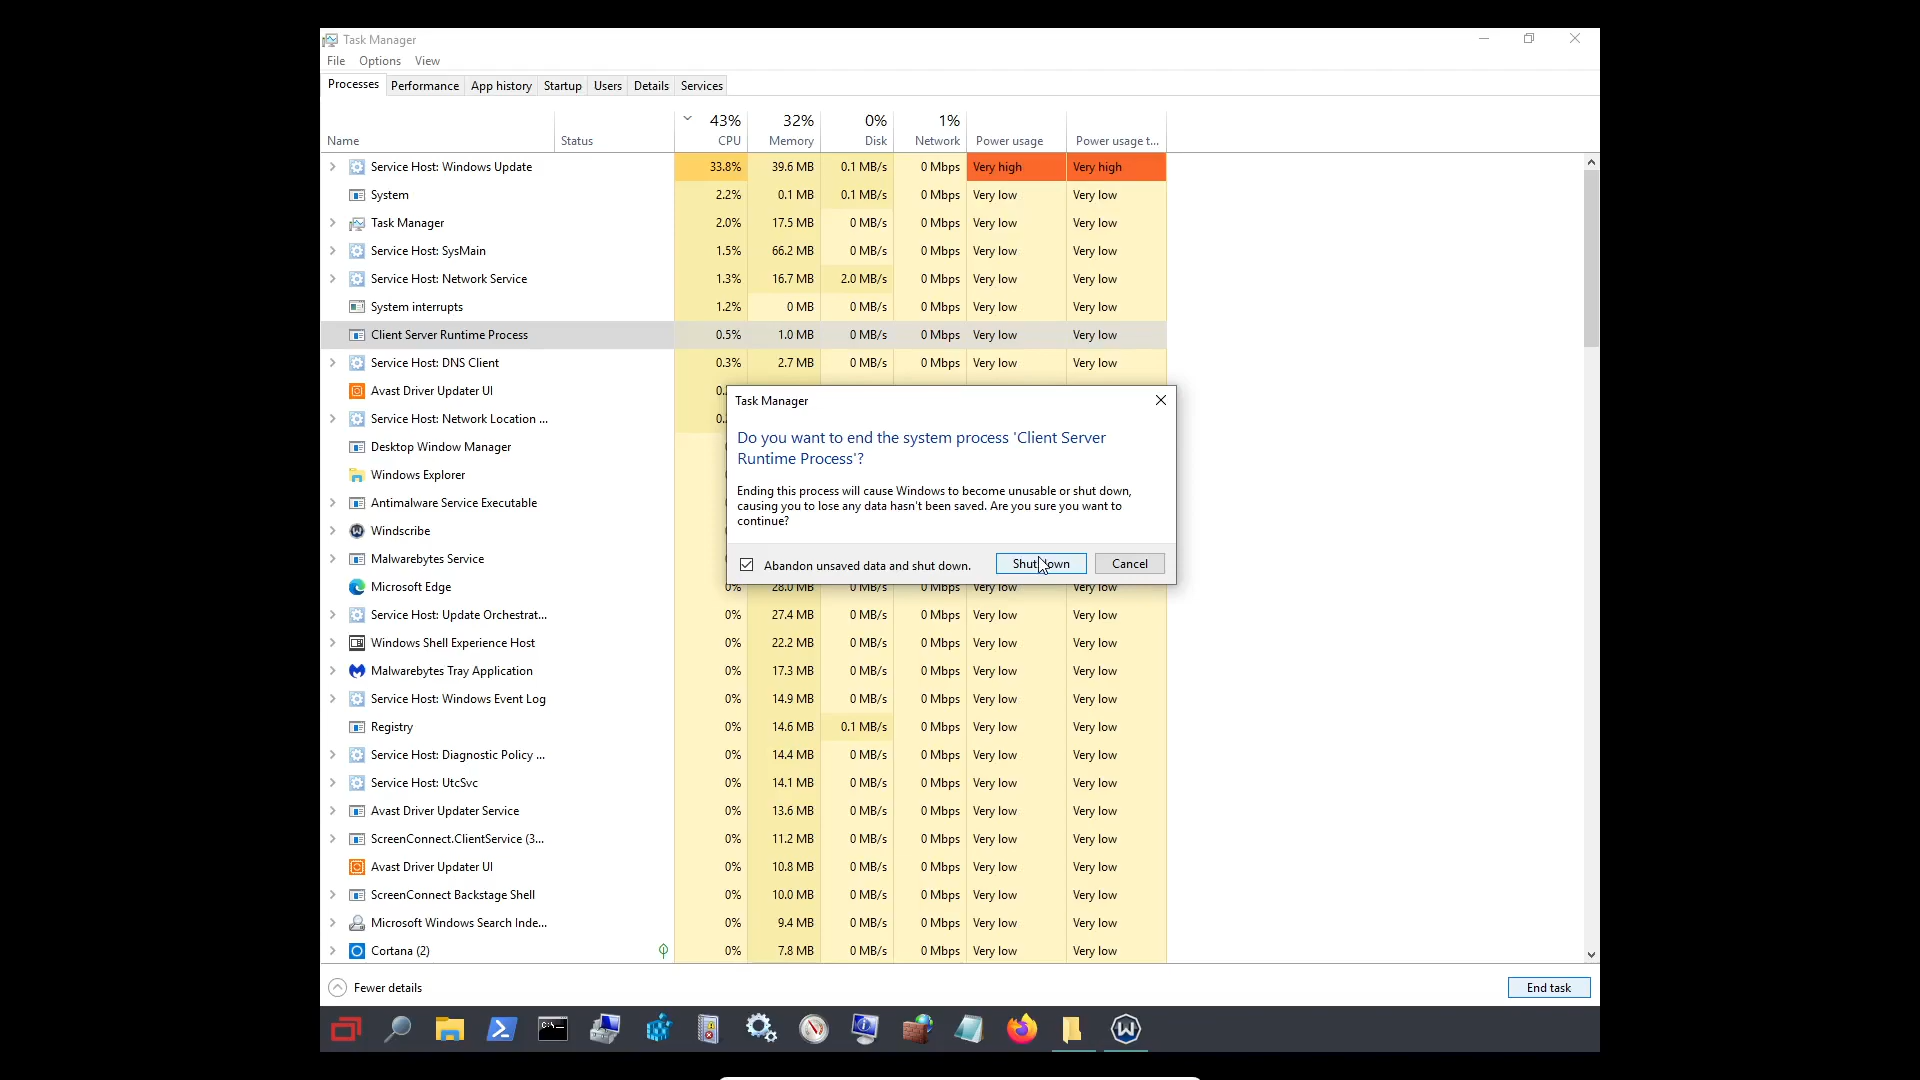 Task Manager
File Options View
Processes Performance App history Startup Users Details Services
43% 32% 0% 1%
Name Status CPU Memory Disk Network Power usage Power usage t...
Service Host: Windows Update 33.8% 39.6 MB 0.1 MB/s 0 Mbps Very high Very high
System 2.2% 0.1 MB 0.1 MB/s 0 Mbps Very low Very low
Task Manager 2.0% 17.5 MB 0 MB/s 0 Mbps Very low Very low
Service Host: SysMain 1.5% 66.2 MB 0 MB/s 0 Mbps Very low Very low
Service Host: Network Service 1.3% 16.7 MB 2.0 MB/s 0 Mbps Very low Very low
System interrupts 1.2% 0 MB 0 MB/s 0 Mbps Very low Very low
Client Server Runtime Process 0.5% 1.0 MB 0 MB/s 0 Mbps Very low Very low
Service Host: DNS Client 0.3% 2.7 MB 0 MB/s 0 Mbps Very low Very low
Avast Driver Updater UI
Service Host: Network Location ...
Desktop Window Manager
Windows Explorer
Antimalware Service Executable
Windscribe
Malwarebytes Service
Task Manager
Do you want to end the system process 'Client Server
Runtime Process'?
Ending this process will cause Windows to become unusable or shut down,
causing you to lose any data hasn't been saved. Are you sure you want to
continue?
Abandon unsaved data and shut down. Shut down Cancel
Microsoft Edge 0% 28.0 MB 0 MB/s 0 Mbps Very low Very low
Service Host: Update Orchestrat... 0% 27.4 MB 0 MB/s 0 Mbps Very low Very low
Windows Shell Experience Host 0% 22.2 MB 0 MB/s 0 Mbps Very low Very low
Malwarebytes Tray Application 0% 17.3 MB 0 MB/s 0 Mbps Very low Very low
Service Host: Windows Event Log 0% 14.9 MB 0 MB/s 0 Mbps Very low Very low
Registry 0% 14.6 MB 0.1 MB/s 0 Mbps Very low Very low
Service Host: Diagnostic Policy ... 0% 14.4 MB 0 MB/s 0 Mbps Very low Very low
Service Host: UtcSvc 0% 14.1 MB 0 MB/s 0 Mbps Very low Very low
Avast Driver Updater Service 0% 13.6 MB 0 MB/s 0 Mbps Very low Very low
ScreenConnect.ClientService (3... 0% 11.2 MB 0 MB/s 0 Mbps Very low Very low
Avast Driver Updater UI 0% 10.8 MB 0 MB/s 0 Mbps Very low Very low
ScreenConnect Backstage Shell 0% 10.0 MB 0 MB/s 0 Mbps Very low Very low
Microsoft Windows Search Inde... 0% 9.4 MB 0 MB/s 0 Mbps Very low Very low
Cortana (2) 0% 7.8 MB 0 MB/s 0 Mbps Very low Very low
Fewer details End task